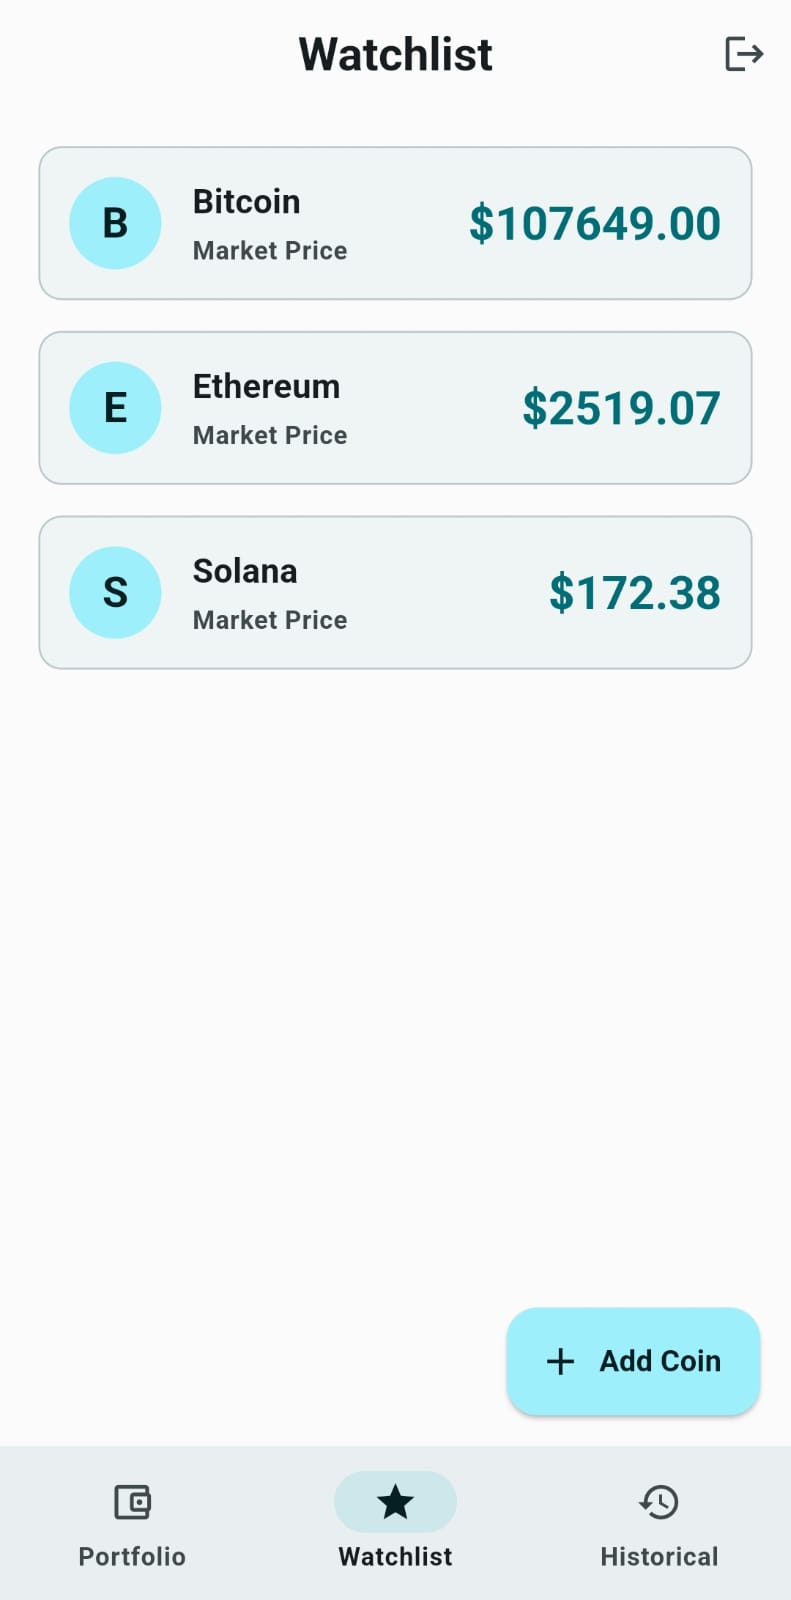 Watchlist
B
Bitcoin
Market Price
$107649.00
E
Ethereum
Market Price
$2519.07
S
Solana
Market Price
$172.38
Add Coin
Portfolio
Watchlist
Historical